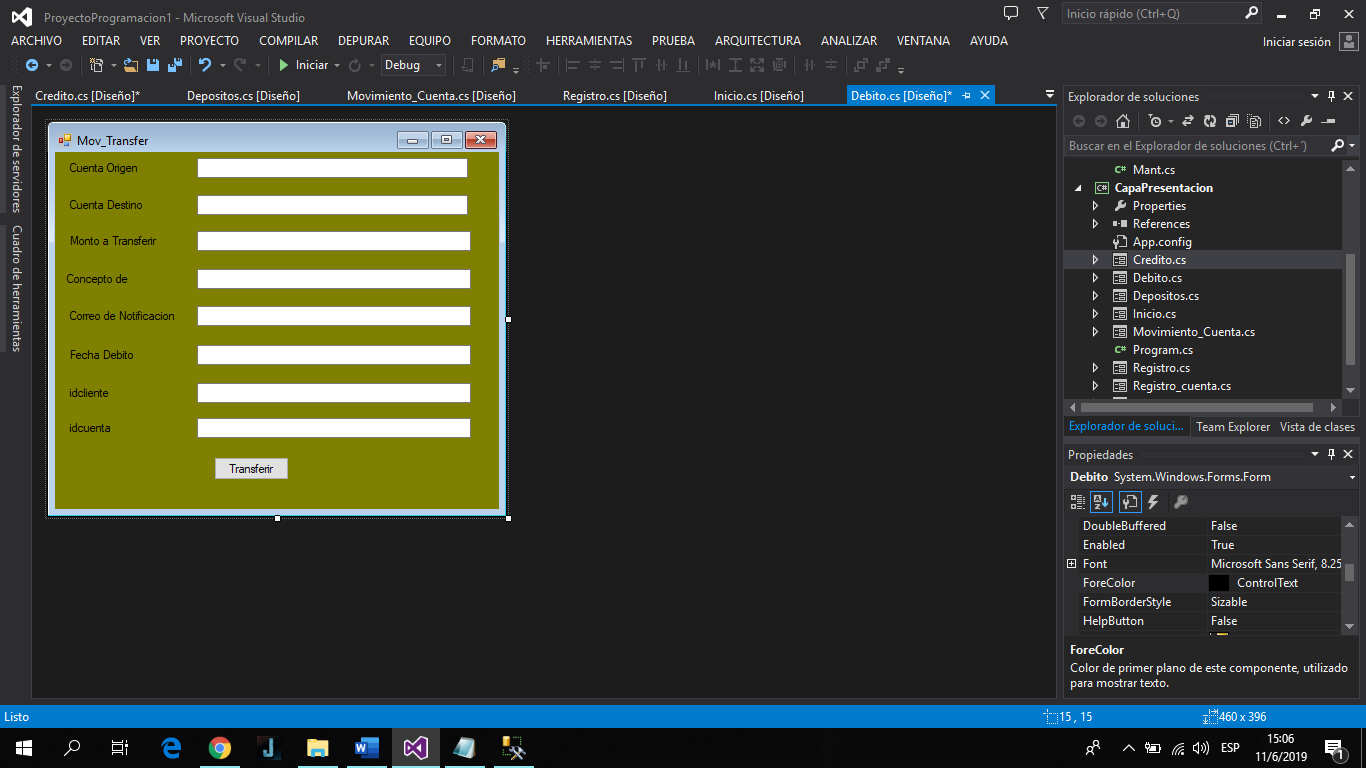 ProyectoProgramacion1 - Microsoft Visual Studio
Inicio rápido (Ctrl+Q)
ARCHIVO EDITAR VER PROYECTO COMPILAR DEPURAR EQUIPO FORMATO HERRAMIENTAS PRUEBA ARQUITECTURA ANALIZAR VENTANA AYUDA
Iniciar sesión
Iniciar
Debug
Explorador de servidores
Cuadro de herramientas
Credito.cs [Diseño]*
Depositos.cs [Diseño]
Movimiento_Cuenta.cs [Diseño]
Registro.cs [Diseño]
Inicio.cs [Diseño]
Debito.cs [Diseño]*
Mov_Transfer
Cuenta Origen
Cuenta Destino
Monto a Transferir
Concepto de
Correo de Notificacion
Fecha Debito
idcliente
idcuenta
Transferir
Explorador de soluciones
Buscar en el Explorador de soluciones (Ctrl+´)
C# Mant.cs
C# CapaPresentacion
Properties
References
App.config
Credito.cs
Debito.cs
Depositos.cs
Inicio.cs
Movimiento_Cuenta.cs
C# Program.cs
Registro.cs
Registro_cuenta.cs
Explorador de soluci... Team Explorer Vista de clases
Propiedades
Debito System.Windows.Forms.Form
DoubleBuffered False
Enabled True
Font Microsoft Sans Serif, 8.25
ForeColor ControlText
FormBorderStyle Sizable
HelpButton False
ForeColor
Color de primer plano de este componente, utilizado
para mostrar texto.
Listo
15 , 15
460 x 396
ESP
15:06
11/6/2019
1